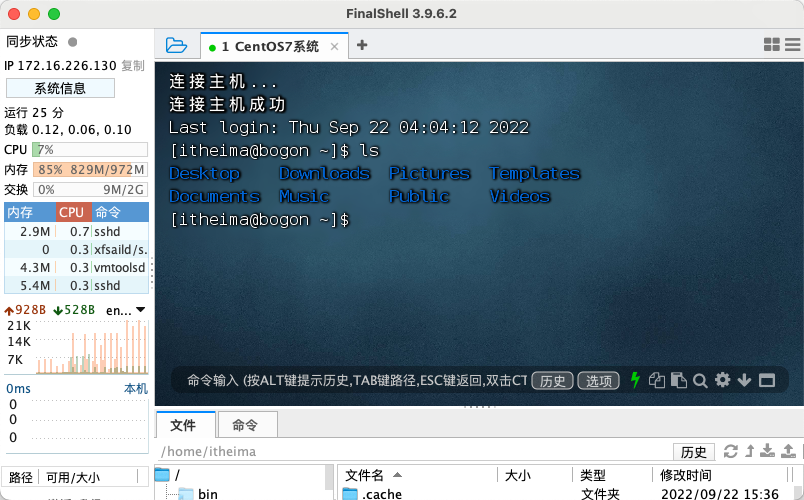 FinalShell 3.9.6.2
同步状态
IP 172.16.226.130 复制
系统信息
运行 25 分
负载 0.12, 0.06, 0.10
CPU 7%
内存 85% 829M/972M
交换 0% 9M/2G
内存 CPU 命令
2.9M 0.7 sshd
0 0.3 xfsaild/s.
4.3M 0.3 vmtoolsd
5.4M 0.3 sshd
928B 528B en...
21K
14K
7K
0ms 本机
0
0
0
路径 可用/大小
1 CentOS7系统
连接主机...
连接主机成功
Last login: Thu Sep 22 04:04:12 2022
[itheima@bogon ~]$ ls
Desktop Downloads Pictures Templates
Documents Music Public Videos
[itheima@bogon ~]$
命令输入 (按ALT键提示历史,TAB键路径,ESC键返回,双击CT 历史 选项
文件 命令
/home/itheima 历史
/
bin
文件名 大小 类型 修改时间
.cache 文件夹 2022/09/22 15:36